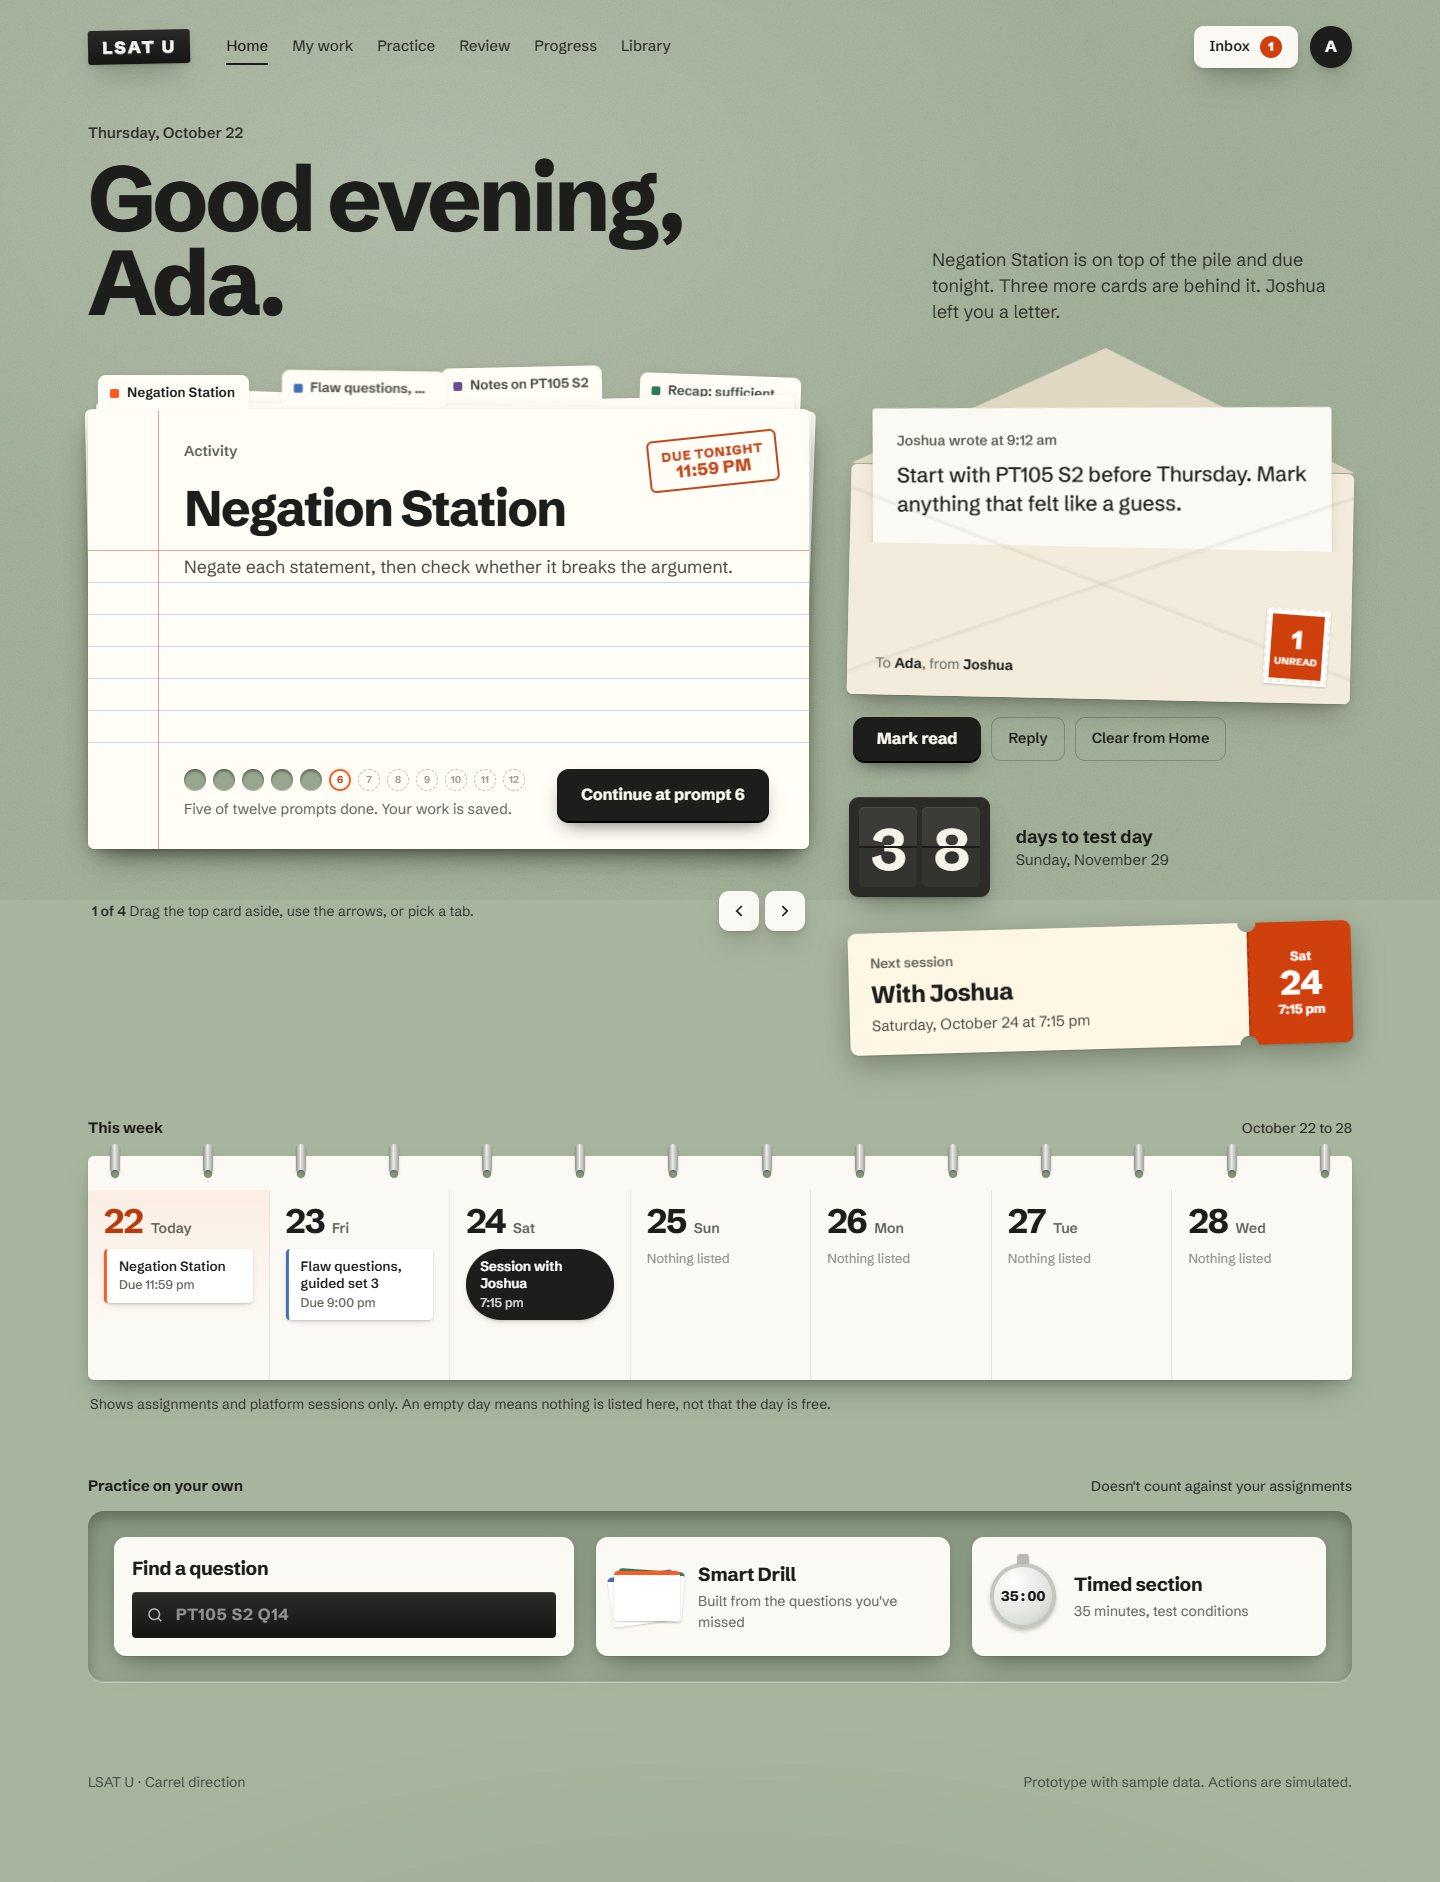 LSAT U
Home
My work
Practice
Review
Progress
Library
Inbox 1
A
Thursday, October 22
Good evening,
Ada.
Negation Station is on top of the pile and due
tonight. Three more cards are behind it. Joshua
left you a letter.
Negation Station
Flaw questions, ...
Notes on PT105 S2
Recap: sufficient
Activity
DUE TONIGHT
11:59 PM
Negation Station
Negate each statement, then check whether it breaks the argument.
6 7 8 9 10 11 12
Five of twelve prompts done. Your work is saved.
Continue at prompt 6
1 of 4 Drag the top card aside, use the arrows, or pick a tab.
Joshua wrote at 9:12 am
Start with PT105 S2 before Thursday. Mark
anything that felt like a guess.
To Ada, from Joshua
1
UNREAD
Mark read
Reply
Clear from Home
38
days to test day
Sunday, November 29
Next session
With Joshua
Saturday, October 24 at 7:15 pm
Sat
24
7:15 pm
This week
October 22 to 28
22 Today
Negation Station
Due 11:59 pm
23 Fri
Flaw questions,
guided set 3
Due 9:00 pm
24 Sat
Session with
Joshua
7:15 pm
25 Sun
Nothing listed
26 Mon
Nothing listed
27 Tue
Nothing listed
28 Wed
Nothing listed
Shows assignments and platform sessions only. An empty day means nothing is listed here, not that the day is free.
Practice on your own
Doesn't count against your assignments
Find a question
PT105 S2 Q14
Smart Drill
Built from the questions you've
missed
35:00
Timed section
35 minutes, test conditions
LSAT U · Carrel direction
Prototype with sample data. Actions are simulated.